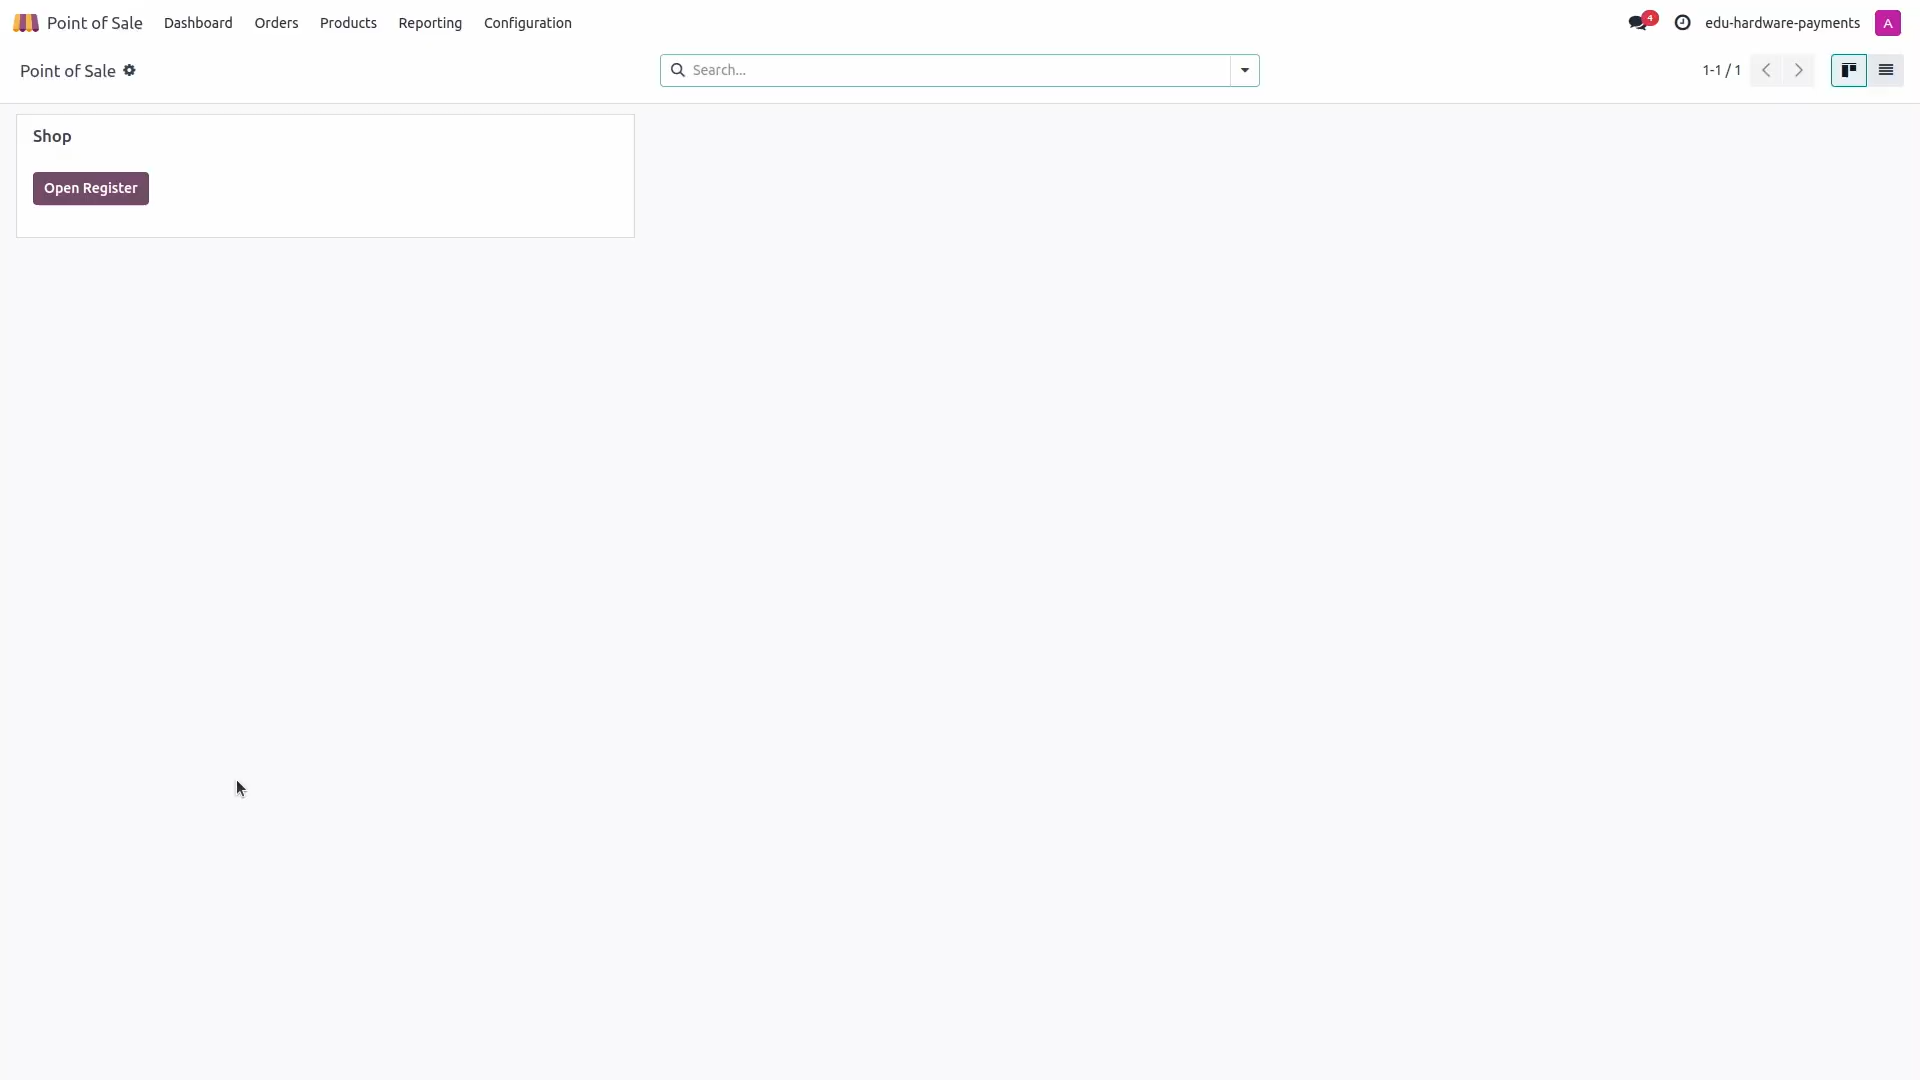 Point of Sale Dashboard Orders Products Reporting Configuration 4 edu-hardware-payments A
Point of Sale Search... 1-1 / 1
Shop
Open Register